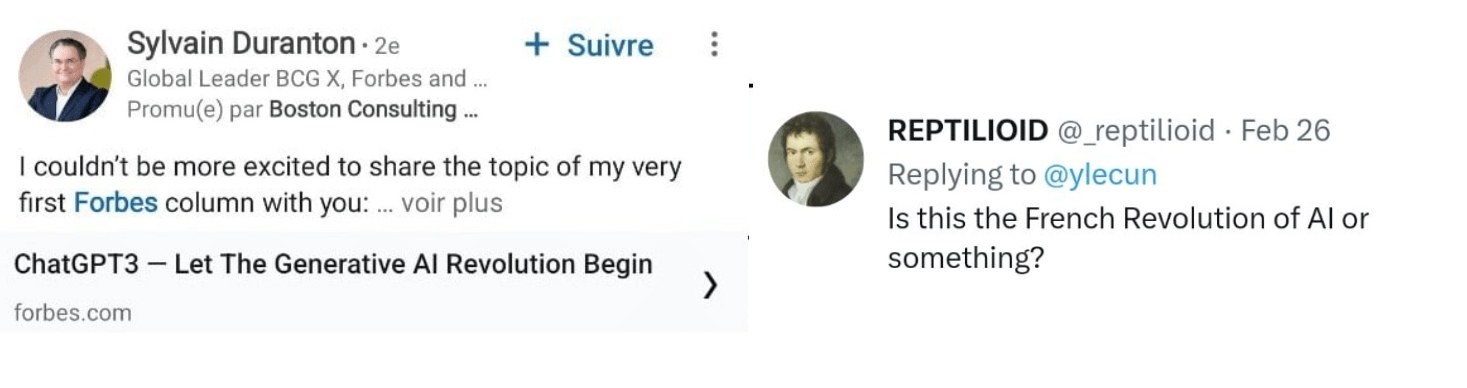 Sylvain Duranton · 2e
+ Suivre
Global Leader BCG X, Forbes and ...
Promu(e) par Boston Consulting ...
I couldn't be more excited to share the topic of my very
first Forbes column with you: ... voir plus
ChatGPT3 – Let The Generative AI Revolution Begin
forbes.com
REPTILIOID @_reptilioid · Feb 26
Replying to @ylecun
Is this the French Revolution of AI or
something?